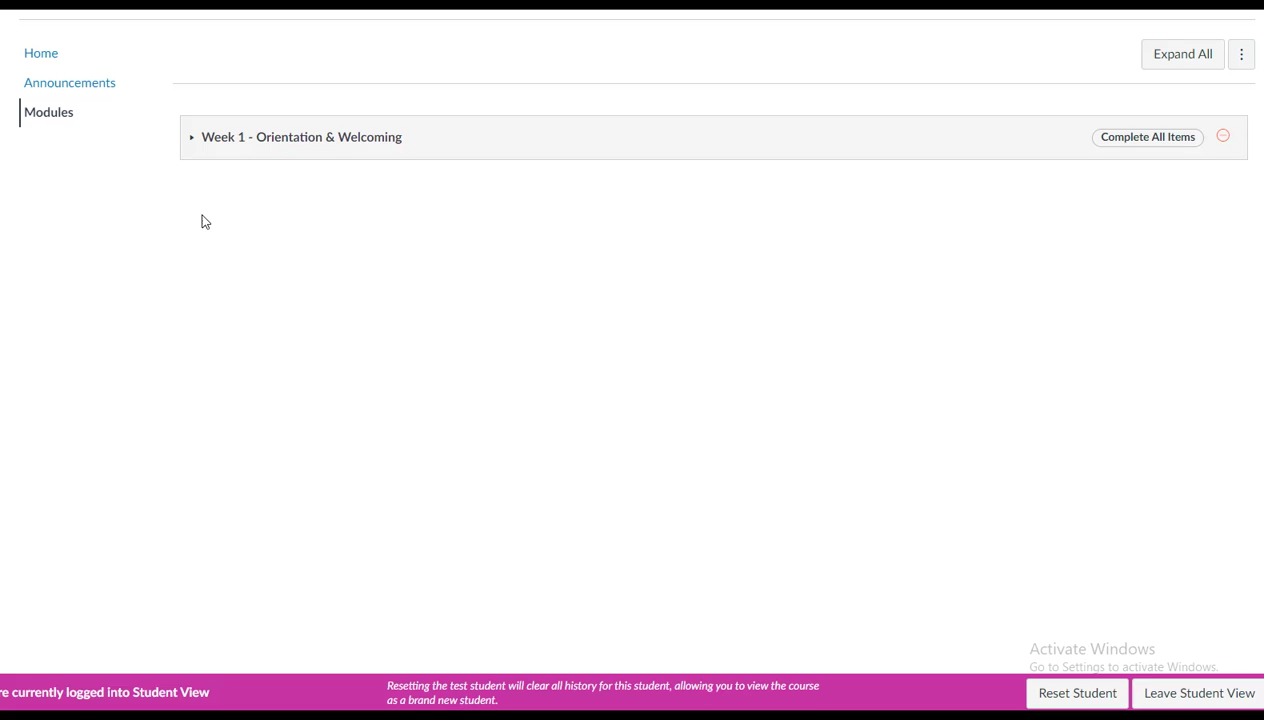 Home
Expand All
Announcements
Modules
Week 1 - Orientation & Welcoming
Complete All Items
Activate Windows
Go to Settings to activate Windows.
re currently logged into Student View
Resetting the test student will clear all history for this student, allowing you to view the course
as a brand new student.
Reset Student
Leave Student View